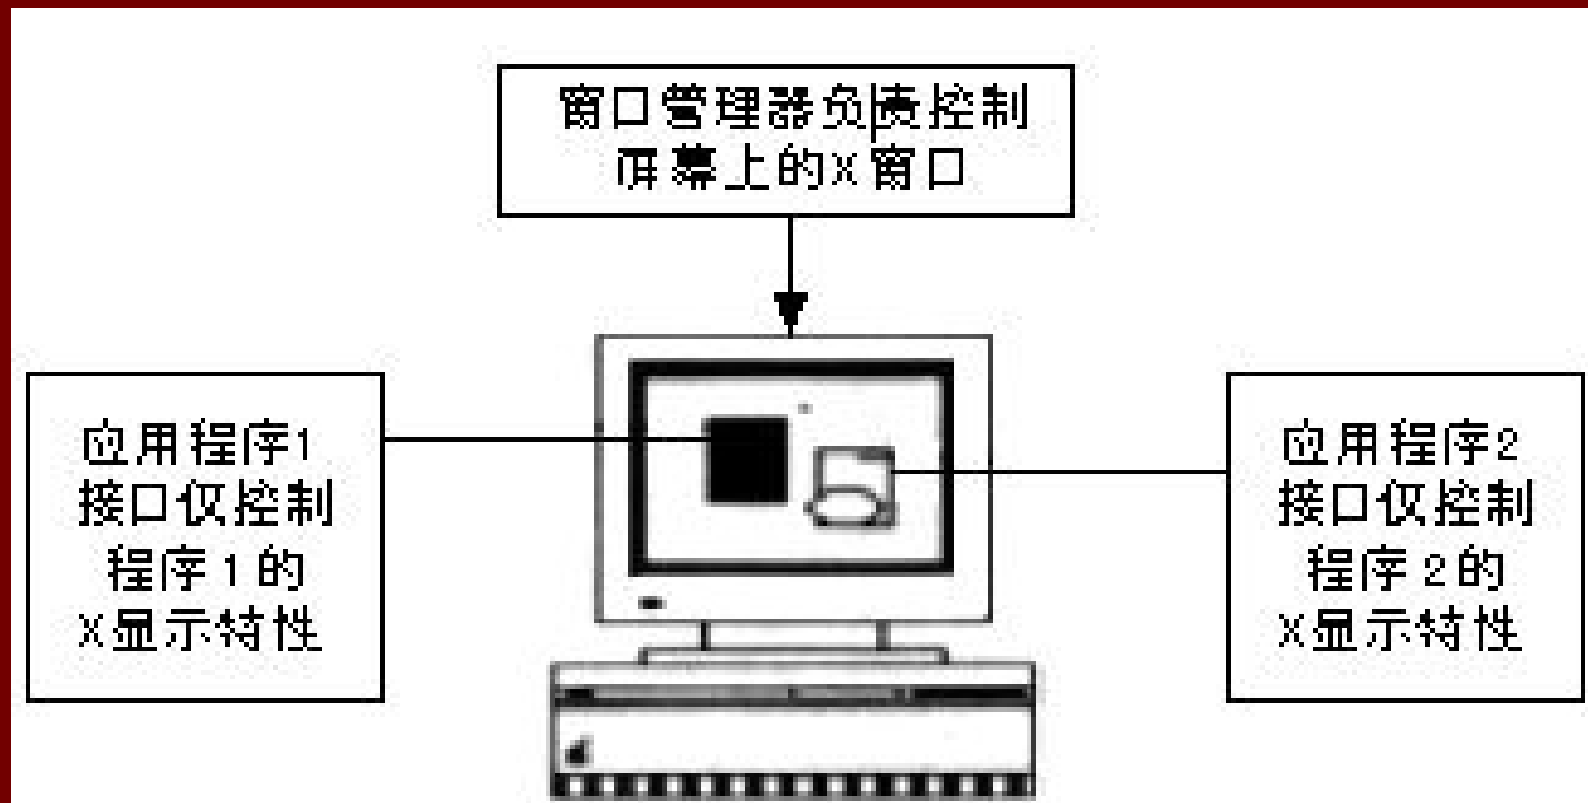 窗口管理器负责控制
屏幕上的X窗口
应用程序1
接口仅控制
程序1的
X显示特性
应用程序2
接口仅控制
程序2的
X显示特性